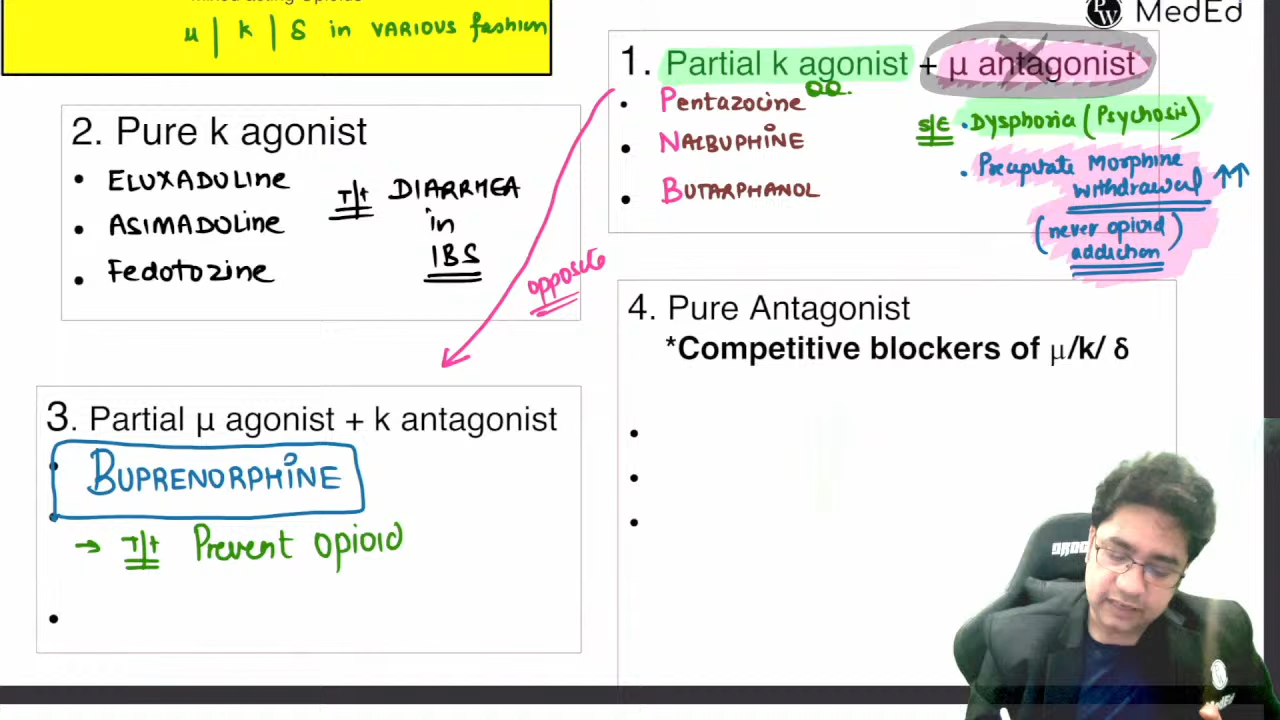 μ | k | δ in VARIOUS fashion
PW MedEd
1. Partial k agonist + μ antagonist
• Pentazocine
• NALBUPHINE
• BUTARPHANOL
S/E • Dysphoria (Psychosis)
• Precipitate Morphine
withdrawal ↑↑
(never opioid)
addiction
2. Pure k agonist
• ELUXADOLINE
• ASIMADOLINE
• Fedotozine
T/t DIARRHEA
in
IBS
opposite
3. Partial μ agonist + k antagonist
• BUPRENORPHINE
→ T/t Prevent Opioid
4. Pure Antagonist
*Competitive blockers of μ/k/ δ